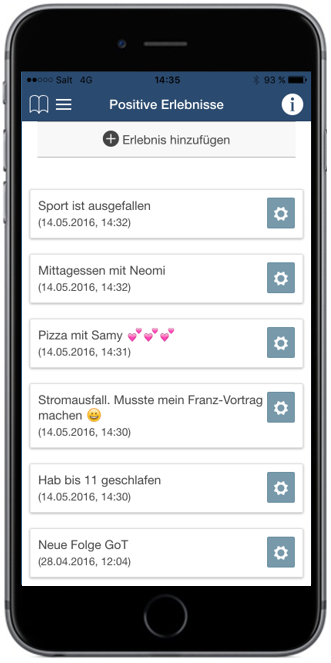 Salt 4G 14:35 93 %
Positive Erlebnisse i
Erlebnis hinzufügen
Sport ist ausgefallen
(14.05.2016, 14:32)
Mittagessen mit Neomi
(14.05.2016, 14:32)
Pizza mit Samy 💕💕💕
(14.05.2016, 14:31)
Stromausfall. Musste mein Franz-Vortrag
machen 😀
(14.05.2016, 14:30)
Hab bis 11 geschlafen
(14.05.2016, 14:30)
Neue Folge GoT
(28.04.2016, 12:04)